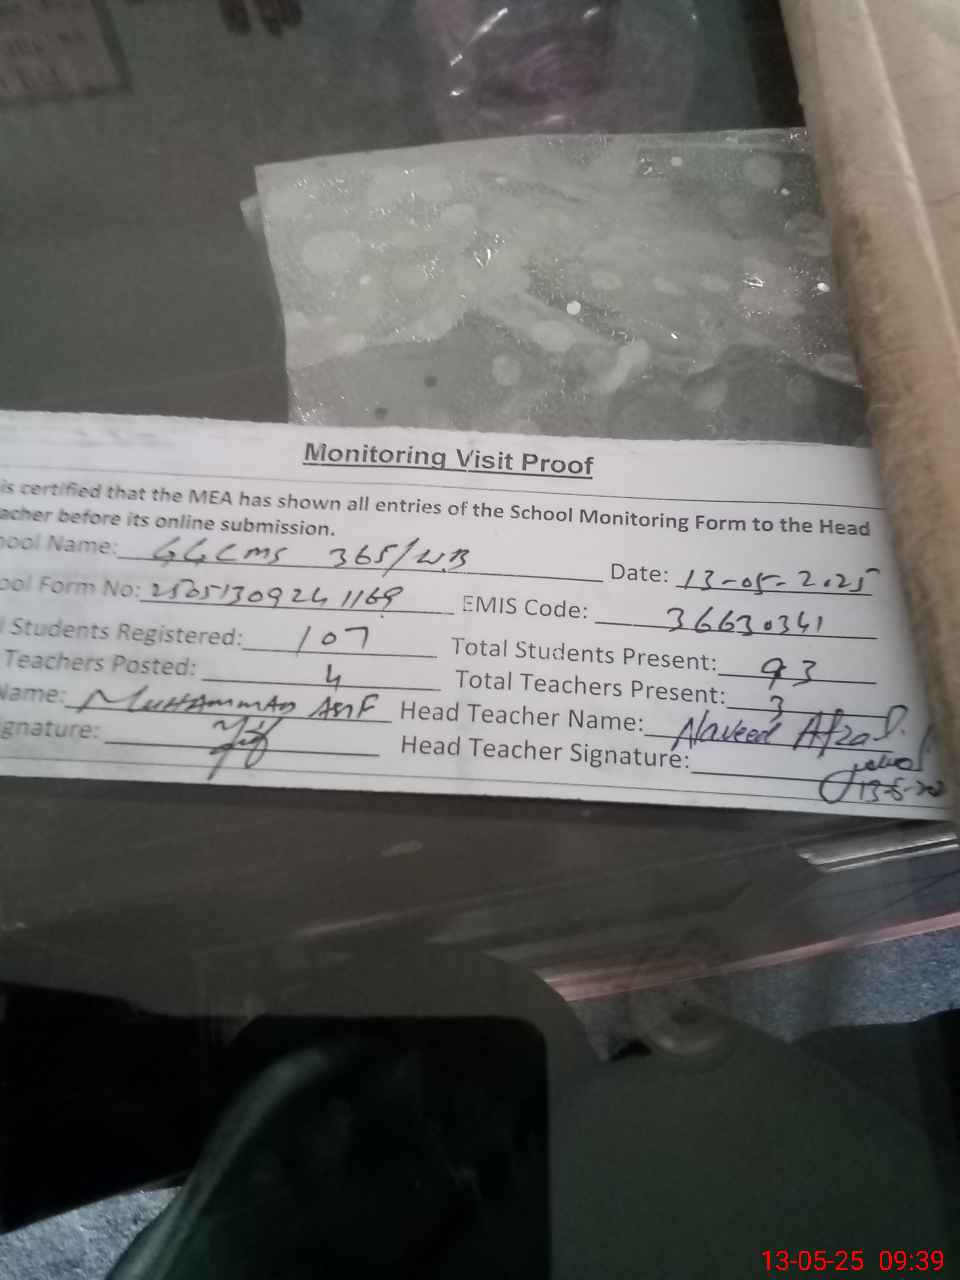 Monitoring Visit Proof
is certified that the MEA has shown all entries of the School Monitoring Form to the Head
acher before its online submission.
ool Name: GGCMS 365/W.B Date: 13-05-2025
ool Form No: 25051309241169 EMIS Code: 36630341
l Students Registered: 107 Total Students Present: 93
Teachers Posted: 4 Total Teachers Present: 3
Name: MUHAMMAD ASIF Head Teacher Name: Naveed Afzal
gnature: Head Teacher Signature:
13-05-25 09:39